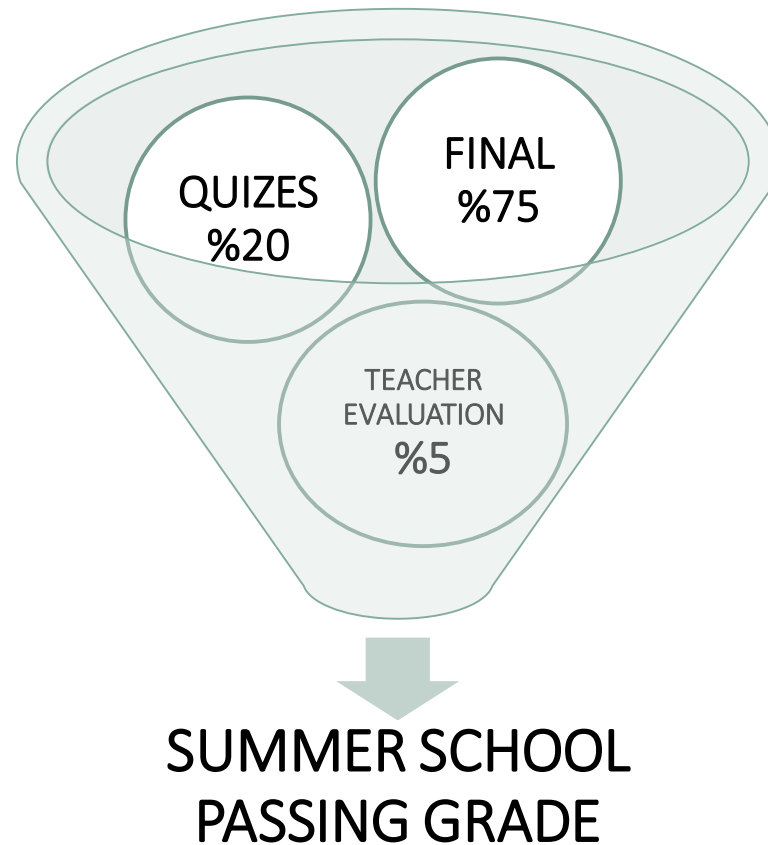 QUIZES
%20
FINAL
%75
TEACHER
EVALUATION
%5
SUMMER SCHOOL
PASSING GRADE